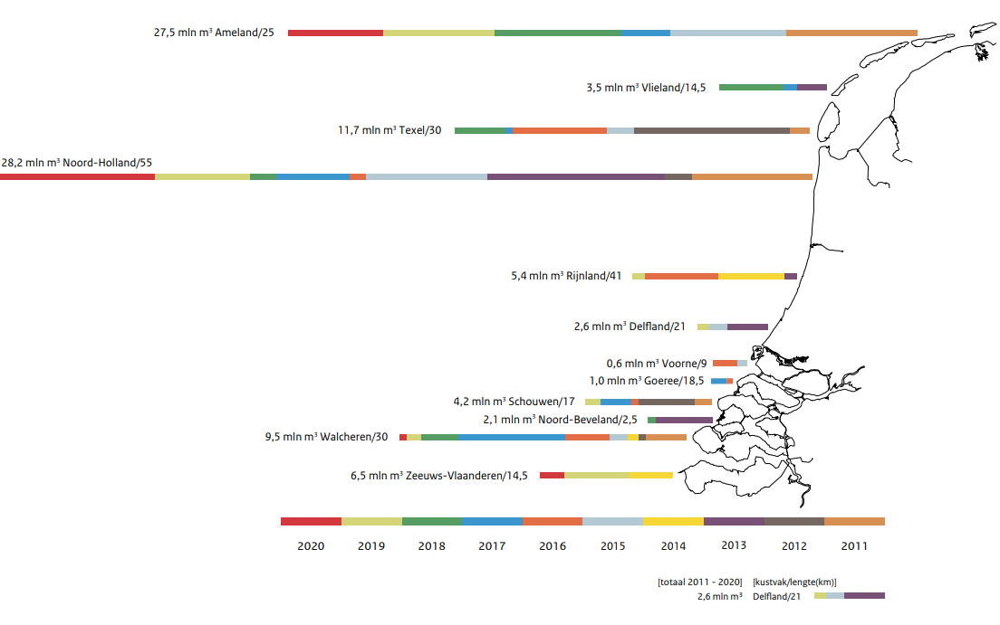 27,5 mln m³ Ameland/25
3,5 mln m³ Vlieland/14,5
11,7 mln m³ Texel/30
28,2 mln m³ Noord-Holland/55
5,4 mln m³ Rijnland/41
2,6 mln m³ Delfland/21
0,6 mln m³ Voorne/9
1,0 mln m³ Goeree/18,5
4,2 mln m³ Schouwen/17
2,1 mln m³ Noord-Beveland/2,5
9,5 mln m³ Walcheren/30
6,5 mln m³ Zeeuws-Vlaanderen/14,5
2020 2019 2018 2017 2016 2015 2014 2013 2012 2011
[totaal 2011 - 2020] [kustvak/lengte(km)]
2,6 mln m³ Delfland/21